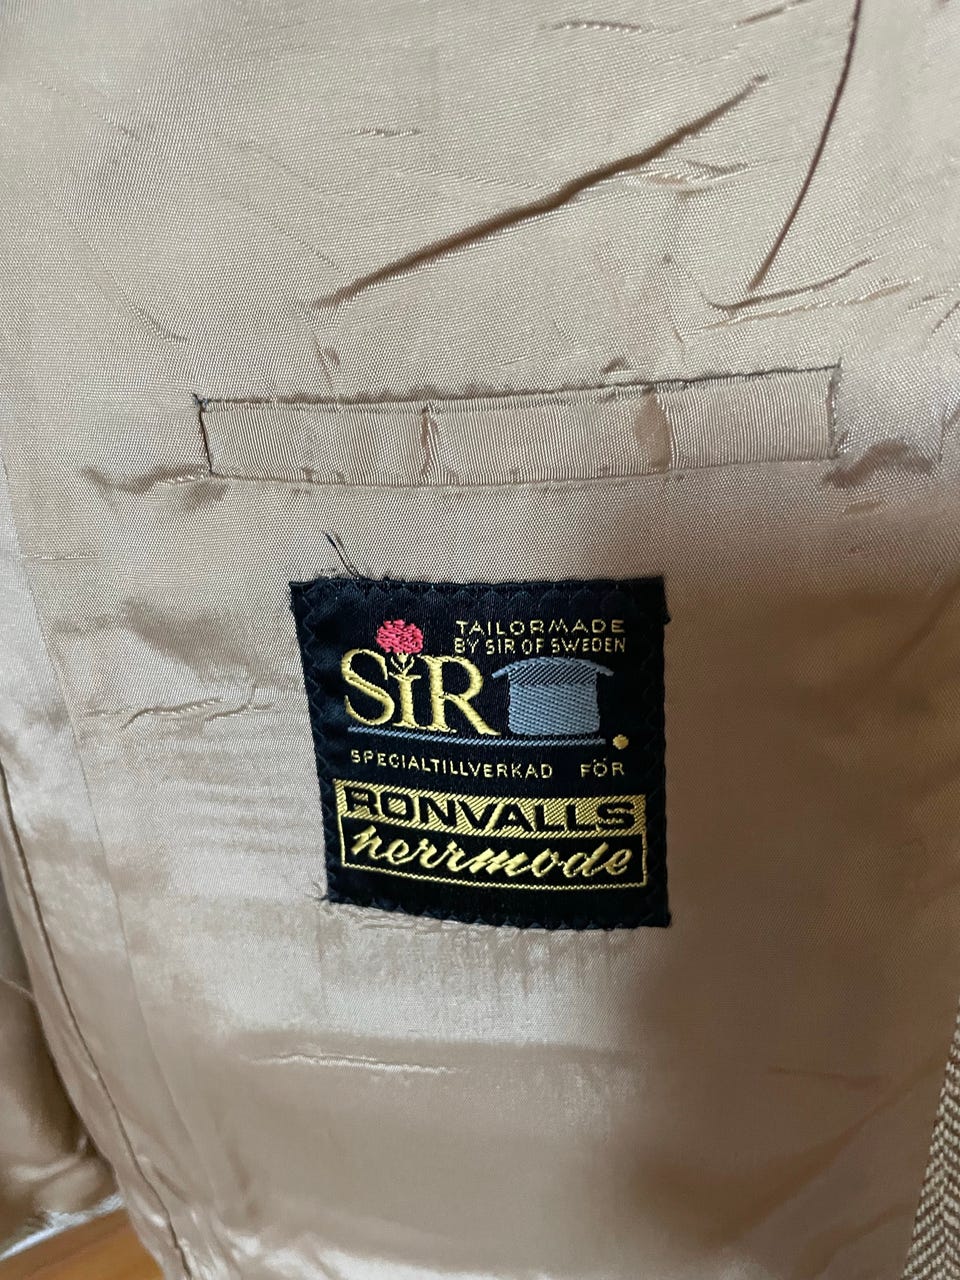 TAILORMADE
BY SIR OF SWEDEN
SiR
SPECIALTILLVERKAD FÖR
RONVALLS
herrmode